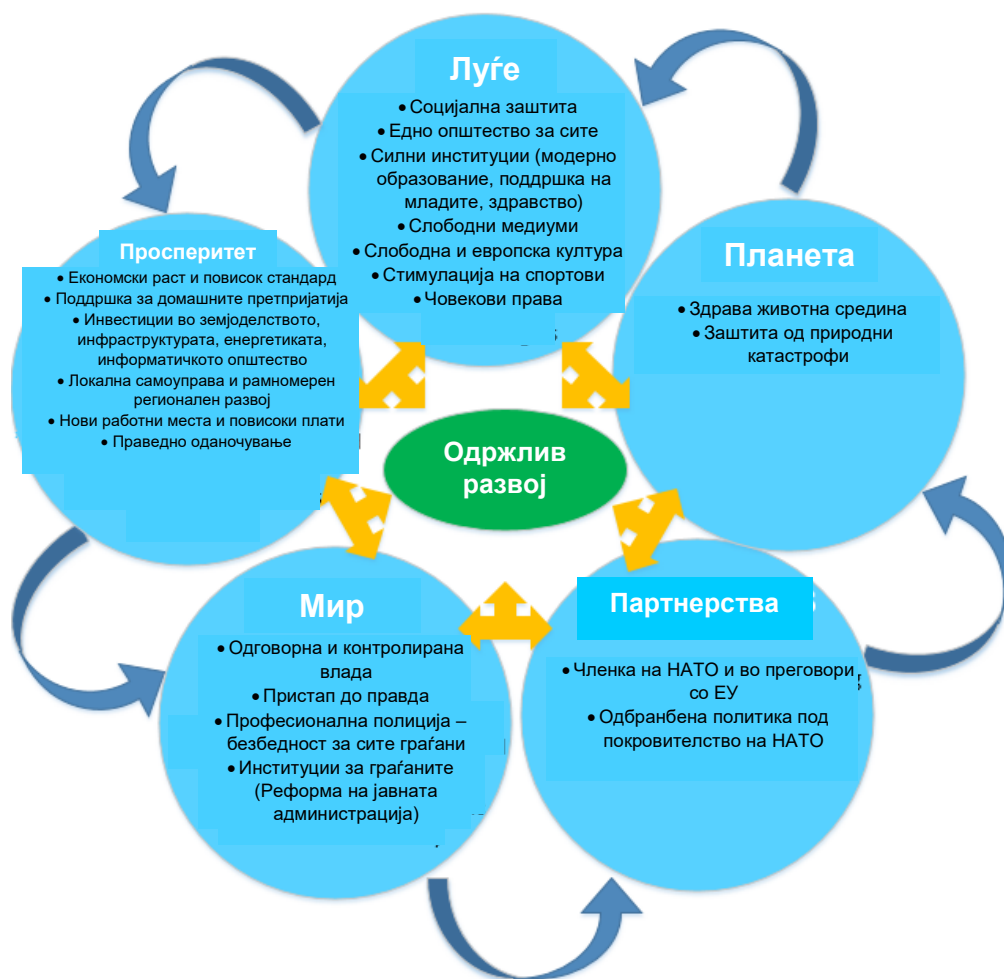 Луѓе
• Социјална заштита
• Едно општество за сите
• Силни институции (модерно
образование, поддршка на
младите, здравство)
• Слободни медиуми
• Слободна и европска култура
• Стимулација на спортови
• Човекови права
Просперитет
• Економски раст и повисок стандард
• Поддршка за домашните претпријатија
• Инвестиции во земјоделството,
инфраструктурата, енергетиката,
информатичкото општество
• Локална самоуправа и рамномерен
регионален развој
• Нови работни места и повисоки плати
• Праведно оданочување
Планета
• Здрава животна средина
• Заштита од природни
катастрофи
Одржлив
развој
Мир
• Одговорна и контролирана
влада
• Пристап до правда
• Професионална полиција –
безбедност за сите граѓани
• Институции за граѓаните
(Реформа на јавната
администрација)
Партнерства
• Членка на НАТО и во преговори
со ЕУ
• Одбранбена политика под
покровителство на НАТО